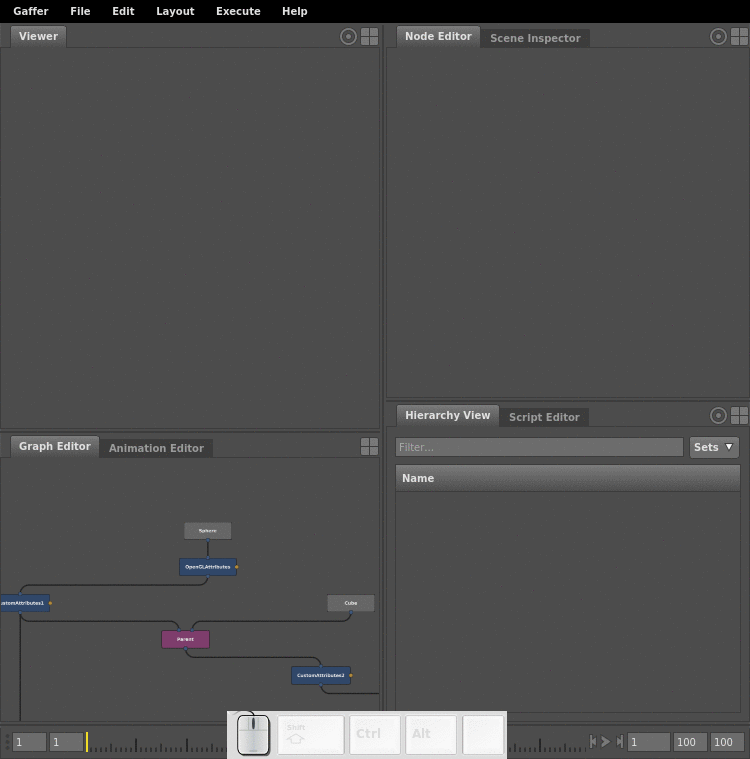 Gaffer File Edit Layout Execute Help
Viewer
Node Editor Scene Inspector
Hierarchy View Script Editor
Filter... Sets
Name
Graph Editor Animation Editor
Sphere
OpenGLAttributes
ustomAttributes1
Cube
Parent
CustomAttributes2
1 1 1 100 100
Shift
Ctrl Alt